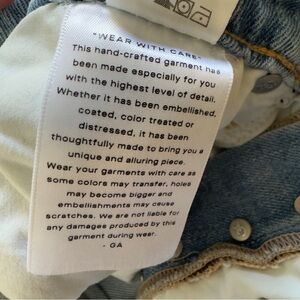 "WEAR WITH CARE"
This hand-crafted garment has
been made especially for you
with the highest level of detail.
Whether it has been embellished,
coated, color treated or
distressed, it has been
thoughtfully made to bring you a
unique and alluring piece.
Wear your garments with care as
some colors may transfer, holes
may become bigger and
embellishments may cause
scratches. We are not liable for
any damages produced by this
garment during wear.
- GA